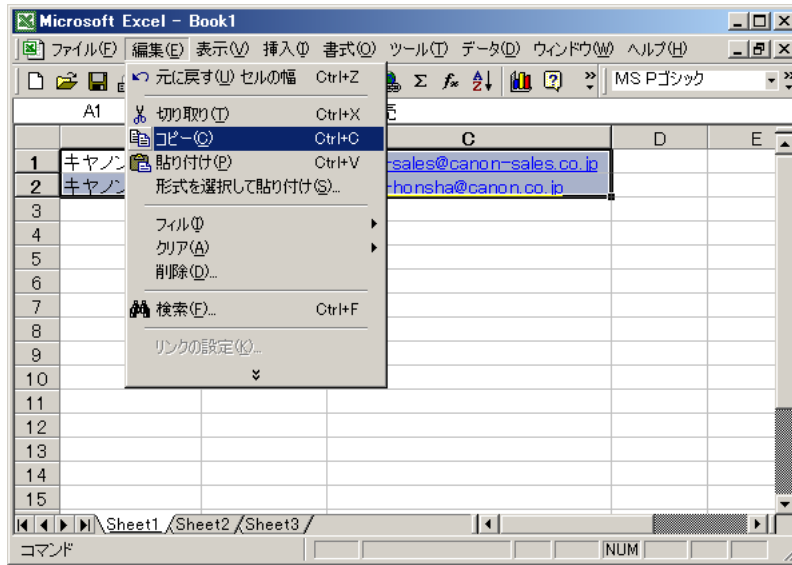 Microsoft Excel - Book1
ファイル(F) 編集(E) 表示(V) 挿入(I) 書式(O) ツール(T) データ(D) ウィンドウ(W) ヘルプ(H)
MS Pゴシック
元に戻す(U) セルの幅 Ctrl+Z
A1
切り取り(T) Ctrl+X
コピー(C) Ctrl+C
貼り付け(P) Ctrl+V
形式を選択して貼り付け(S)...
フィル(I)
クリア(A)
削除(D)...
検索(F)... Ctrl+F
リンクの設定(K)...
C D E
1 キヤノン -sales@canon-sales.co.jp
2 キヤノン -honsha@canon.co.jp
3
4
5
6
7
8
9
10
11
12
13
14
15
Sheet1 Sheet2 Sheet3
コマンド NUM